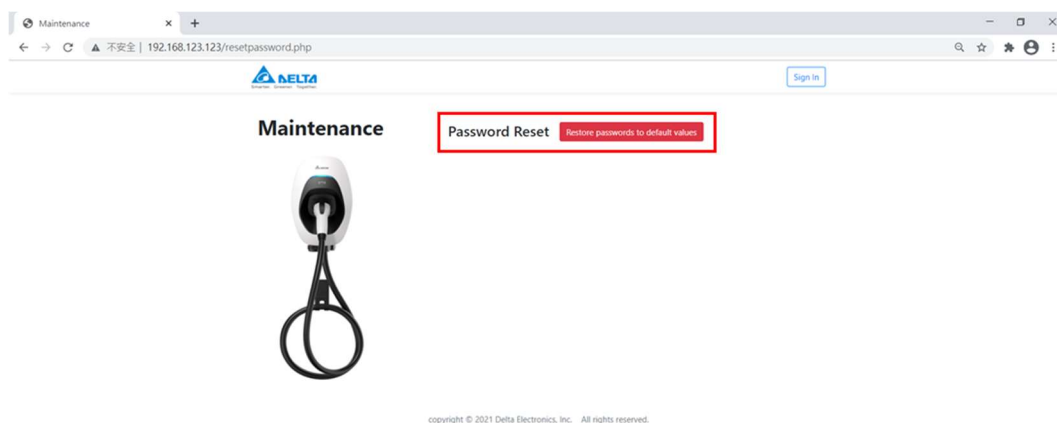 Maintenance
不安全 | 192.168.123.123/resetpassword.php
DELTA
Smarter. Greener. Together.
Sign In
Maintenance
Password Reset
Restore passwords to default values
copyright © 2021 Delta Electronics, Inc. All rights reserved.